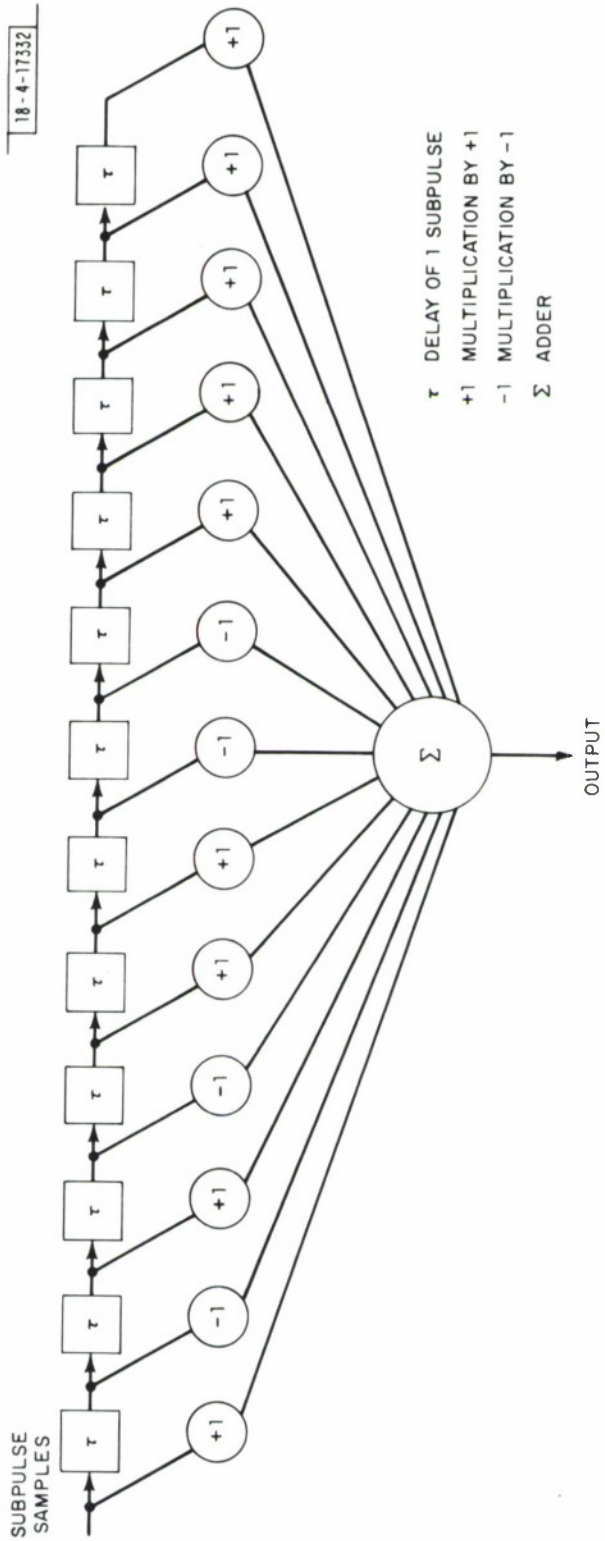 18-4-17332
SUBPULSE
SAMPLES
τ τ τ τ τ τ τ τ τ τ τ τ
+1 -1 +1 -1 +1 +1 -1 -1 +1 +1 +1 +1 +1
Σ
τ DELAY OF 1 SUBPULSE
+1 MULTIPLICATION BY +1
-1 MULTIPLICATION BY -1
Σ ADDER
OUTPUT